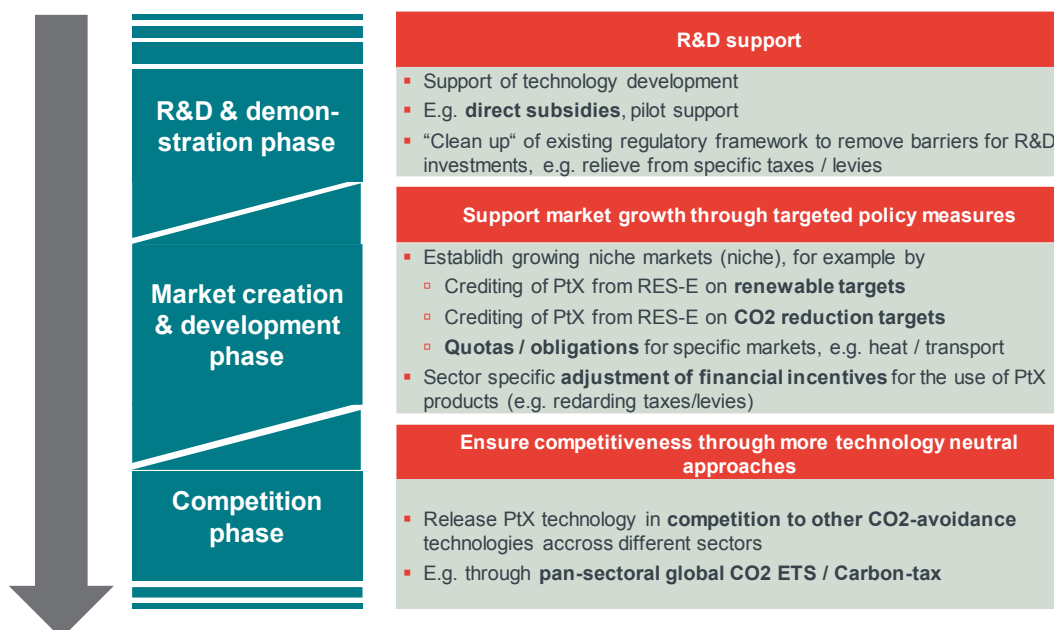 R&D & demon-
stration phase
R&D support
▪ Support of technology development
▪ E.g. direct subsidies, pilot support
▪ “Clean up“ of existing regulatory framework to remove barriers for R&D
investments, e.g. relieve from specific taxes / levies
Market creation
& development
phase
Support market growth through targeted policy measures
▪ Establidh growing niche markets (niche), for example by
▫ Crediting of PtX from RES-E on renewable targets
▫ Crediting of PtX from RES-E on CO2 reduction targets
▫ Quotas / obligations for specific markets, e.g. heat / transport
▪ Sector specific adjustment of financial incentives for the use of PtX
products (e.g. redarding taxes/levies)
Competition
phase
Ensure competitiveness through more technology neutral
approaches
▪ Release PtX technology in competition to other CO2-avoidance
technologies accross different sectors
▪ E.g. through pan-sectoral global CO2 ETS / Carbon-tax